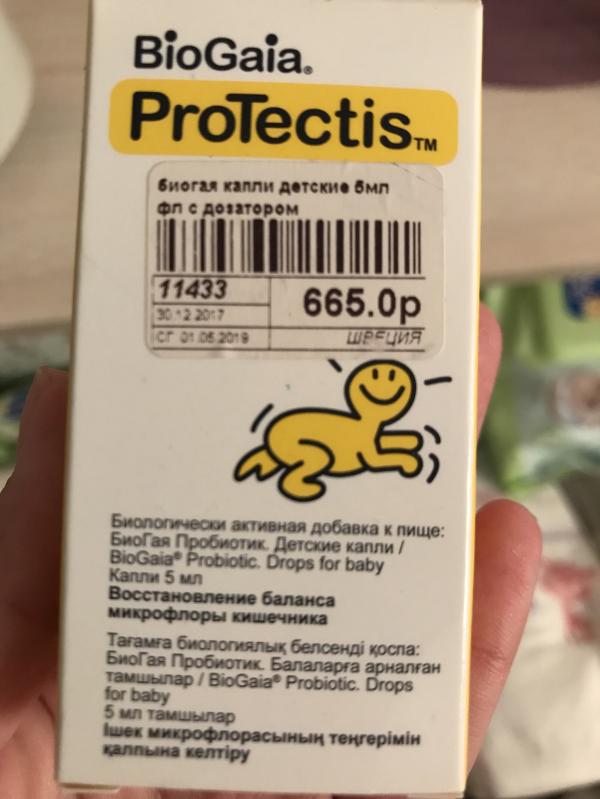 BioGaia®
ProTectis™
биогая капли детские 5мл
фл с дозатором
11433
665.0р
30.12.2017
СГ 01.05.2019
ШВЕЦИЯ
Биологически активная добавка к пище:
БиоГая Пробиотик. Детские капли /
BioGaia® Probiotic. Drops for baby
Капли 5 мл
Восстановление баланса
микрофлоры кишечника
Тағамға биологиялық белсенді қоспа:
БиоГая Пробиотик. Балаларға арналған
тамшылар / BioGaia® Probiotic. Drops
for baby
5 мл тамшылар
Ішек микрофлорасының теңгерімін
қалпына келтіру